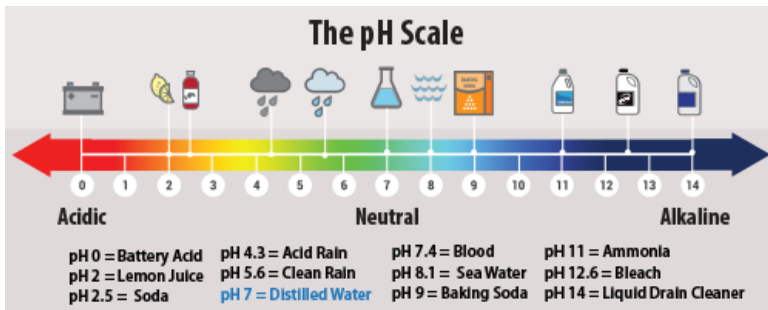 The pH Scale
BAKING SODA
0 1 2 3 4 5 6 7 8 9 10 11 12 13 14
Acidic Neutral Alkaline
pH 0 = Battery Acid
pH 2 = Lemon Juice
pH 2.5 = Soda
pH 4.3 = Acid Rain
pH 5.6 = Clean Rain
pH 7 = Distilled Water
pH 7.4 = Blood
pH 8.1 = Sea Water
pH 9 = Baking Soda
pH 11 = Ammonia
pH 12.6 = Bleach
pH 14 = Liquid Drain Cleaner